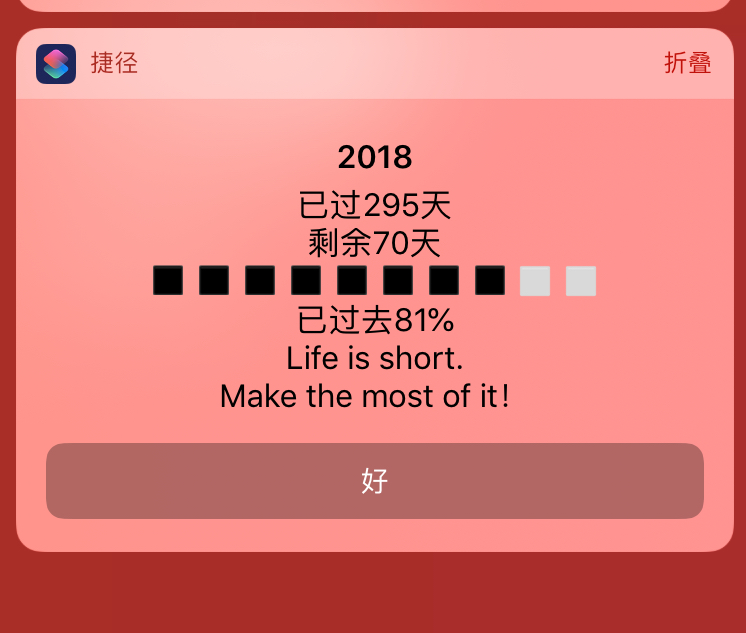 捷径
折叠
2018
已过295天
剩余70天
已过去81%
Life is short.
Make the most of it!
好